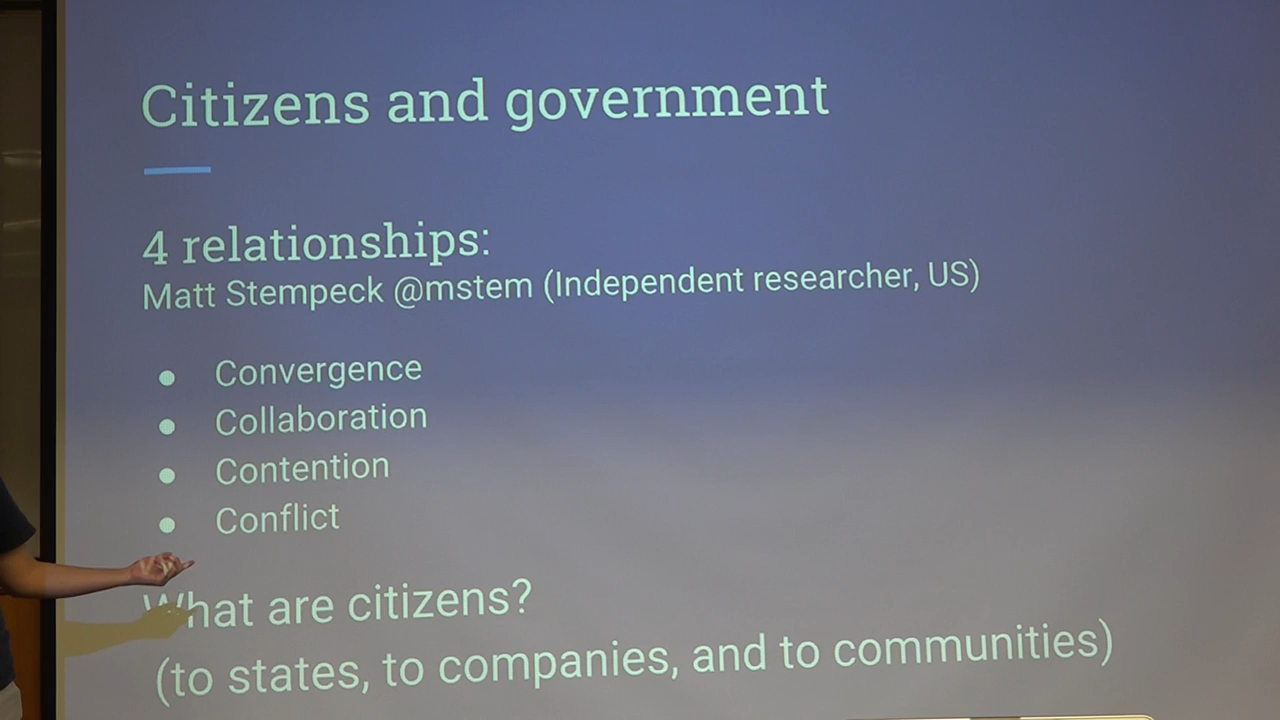 Citizens and government
4 relationships:
Matt Stempeck @mstem (Independent researcher, US)
● Convergence
● Collaboration
● Contention
● Conflict
What are citizens?
(to states, to companies, and to communities)